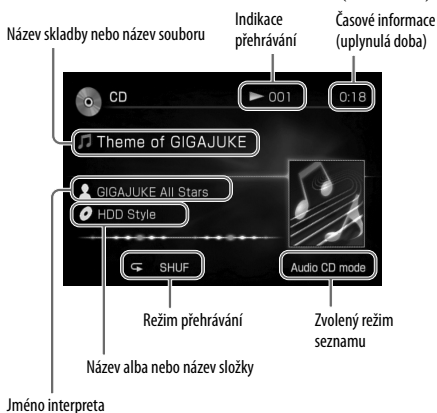 Indikace
přehrávání
Časové informace
(uplynulá doba)
Název skladby nebo název souboru
CD
001
0:18
Theme of GIGAJUKE
GIGAJUKE All Stars
HDD Style
SHUF
Audio CD mode
Režim přehrávání
Zvolený režim
seznamu
Název alba nebo název složky
Jméno interpreta